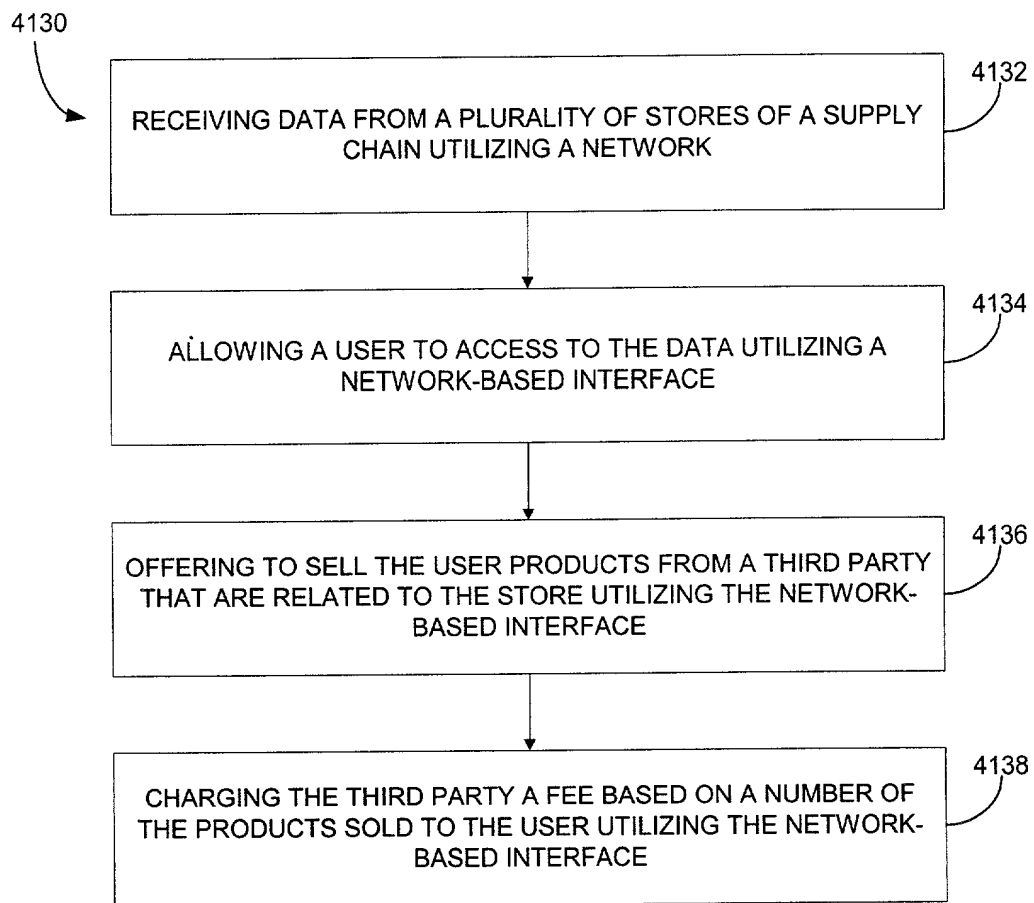 4130
4132
RECEIVING DATA FROM A PLURALITY OF STORES OF A SUPPLY
CHAIN UTILIZING A NETWORK
4134
ALLOWING A USER TO ACCESS TO THE DATA UTILIZING A
NETWORK-BASED INTERFACE
4136
OFFERING TO SELL THE USER PRODUCTS FROM A THIRD PARTY
THAT ARE RELATED TO THE STORE UTILIZING THE NETWORK-
BASED INTERFACE
4138
CHARGING THE THIRD PARTY A FEE BASED ON A NUMBER OF
THE PRODUCTS SOLD TO THE USER UTILIZING THE NETWORK-
BASED INTERFACE